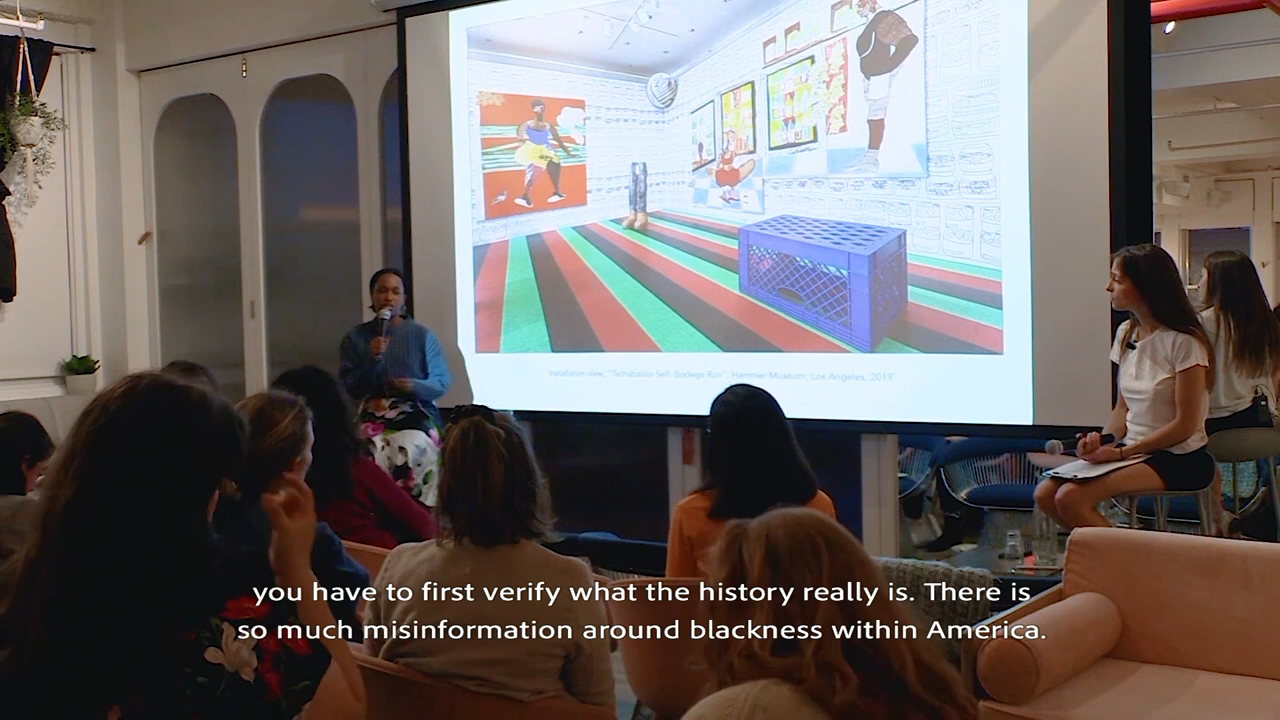 Installation view, "Tschabalala Self: Bodega Run", Hammer Museum, Los Angeles, 2019
you have to first verify what the history really is. There is
so much misinformation around blackness within America.